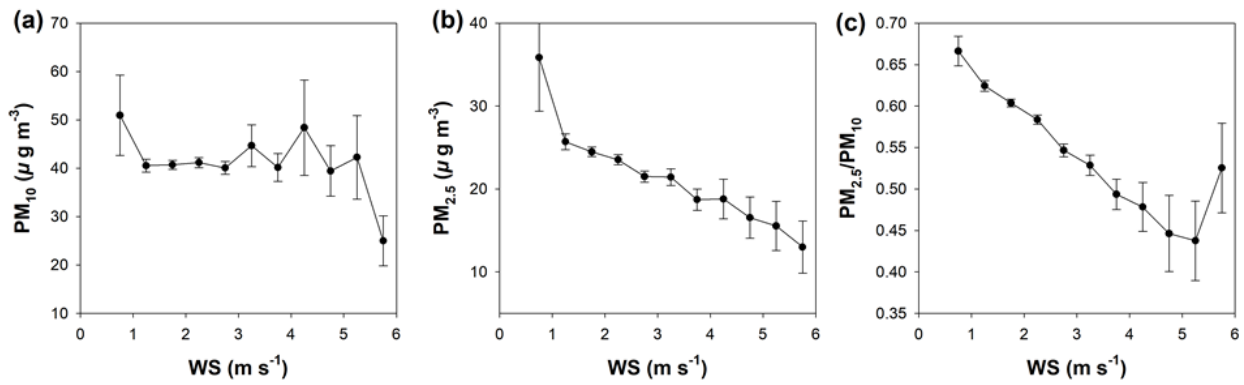 (a)
70
60
50
40
30
20
10
PM10 (µ g m-3)
0 1 2 3 4 5 6
WS (m s-1)
(b)
40
30
20
10
PM2.5 (µ g m-3)
0 1 2 3 4 5 6
WS (m s-1)
(c)
0.65
0.60
0.55
0.50
0.45
0.40
0.35
PM2.5/PM10
0 1 2 3 4 5 6
WS (m s-1)